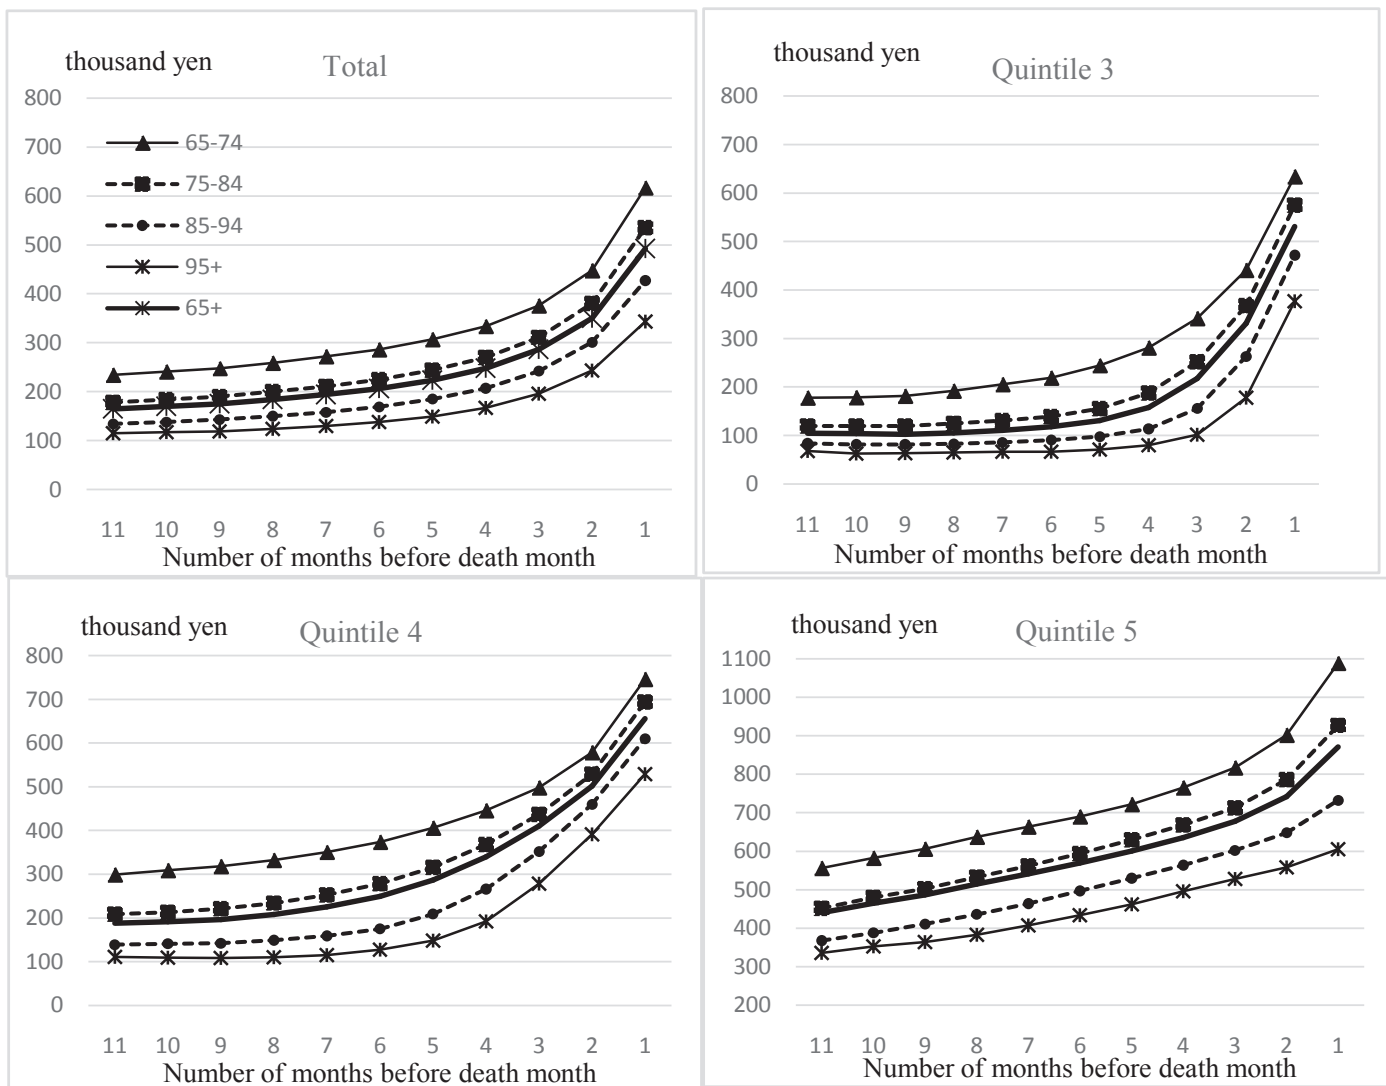 thousand yen
Total
800
700
600
500
400
300
200
100
0
65-74
75-84
85-94
95+
65+
11 10 9 8 7 6 5 4 3 2 1
Number of months before death month
thousand yen
Quintile 3
800
700
600
500
400
300
200
100
0
11 10 9 8 7 6 5 4 3 2 1
Number of months before death month
thousand yen
Quintile 4
800
700
600
500
400
300
200
100
0
11 10 9 8 7 6 5 4 3 2 1
Number of months before death month
thousand yen
Quintile 5
1100
1000
900
800
700
600
500
400
300
200
11 10 9 8 7 6 5 4 3 2 1
Number of months before death month